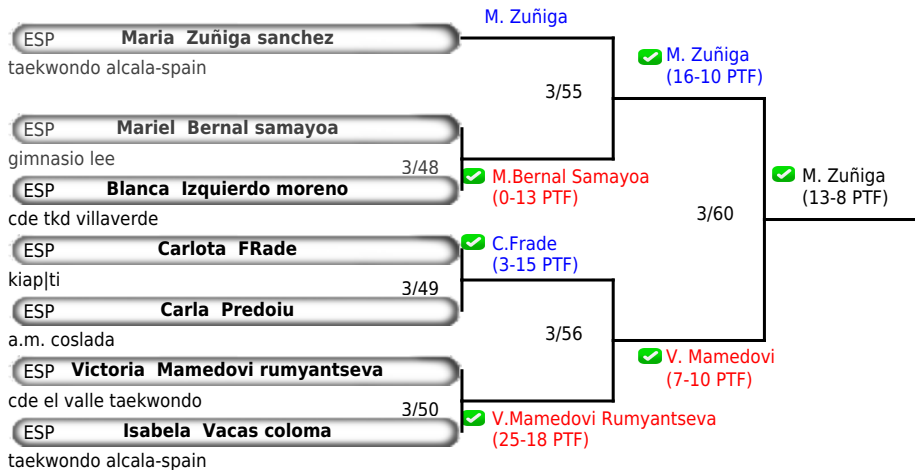 M. Zuñiga
ESP Maria Zuñiga sanchez
taekwondo alcala-spain
M. Zuñiga
(16-10 PTF)
3/55
ESP Mariel Bernal samayoa
gimnasio lee
3/48
M.Bernal Samayoa
(0-13 PTF)
ESP Blanca Izquierdo moreno
cde tkd villaverde
M. Zuñiga
(13-8 PTF)
3/60
ESP Carlota FRade
C.Frade
(3-15 PTF)
kiap|ti
3/49
ESP Carla Predoiu
a.m. coslada
3/56
V. Mamedovi
(7-10 PTF)
ESP Victoria Mamedovi rumyantseva
cde el valle taekwondo
3/50
V.Mamedovi Rumyantseva
(25-18 PTF)
ESP Isabela Vacas coloma
taekwondo alcala-spain